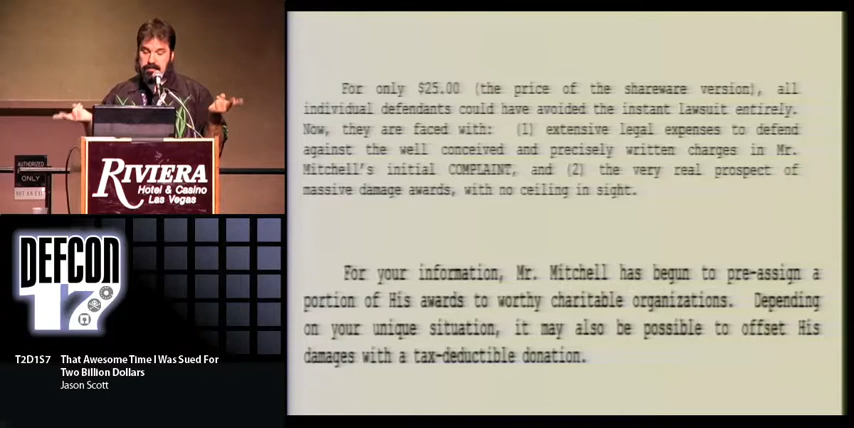 For only $25.00 (the price of the shareware version), all
individual defendants could have avoided the instant lawsuit entirely.
Now, they are faced with: (1) extensive legal expenses to defend
against the well conceived and precisely written charges in Mr.
Mitchell's initial COMPLAINT, and (2) the very real prospect of
massive damage awards, with no ceiling in sight.
For your information, Mr. Mitchell has begun to pre-assign a
portion of His awards to worthy charitable organizations. Depending
on your unique situation, it may also be possible to offset His
damages with a tax-deductible donation.
AUTHORIZED
ONLY
RIVIERA
Hotel & Casino
Las Vegas
DEFCON
17
T2D1S7 That Awesome Time I Was Sued For
Two Billion Dollars
Jason Scott